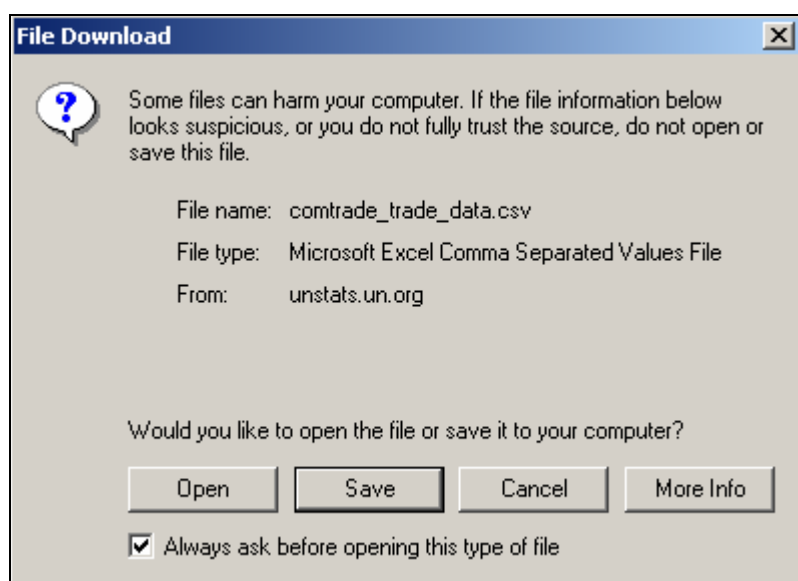 File Download
Some files can harm your computer. If the file information below
looks suspicious, or you do not fully trust the source, do not open or
save this file.
File name: comtrade_trade_data.csv
File type: Microsoft Excel Comma Separated Values File
From: unstats.un.org
Would you like to open the file or save it to your computer?
Open Save Cancel More Info
Always ask before opening this type of file